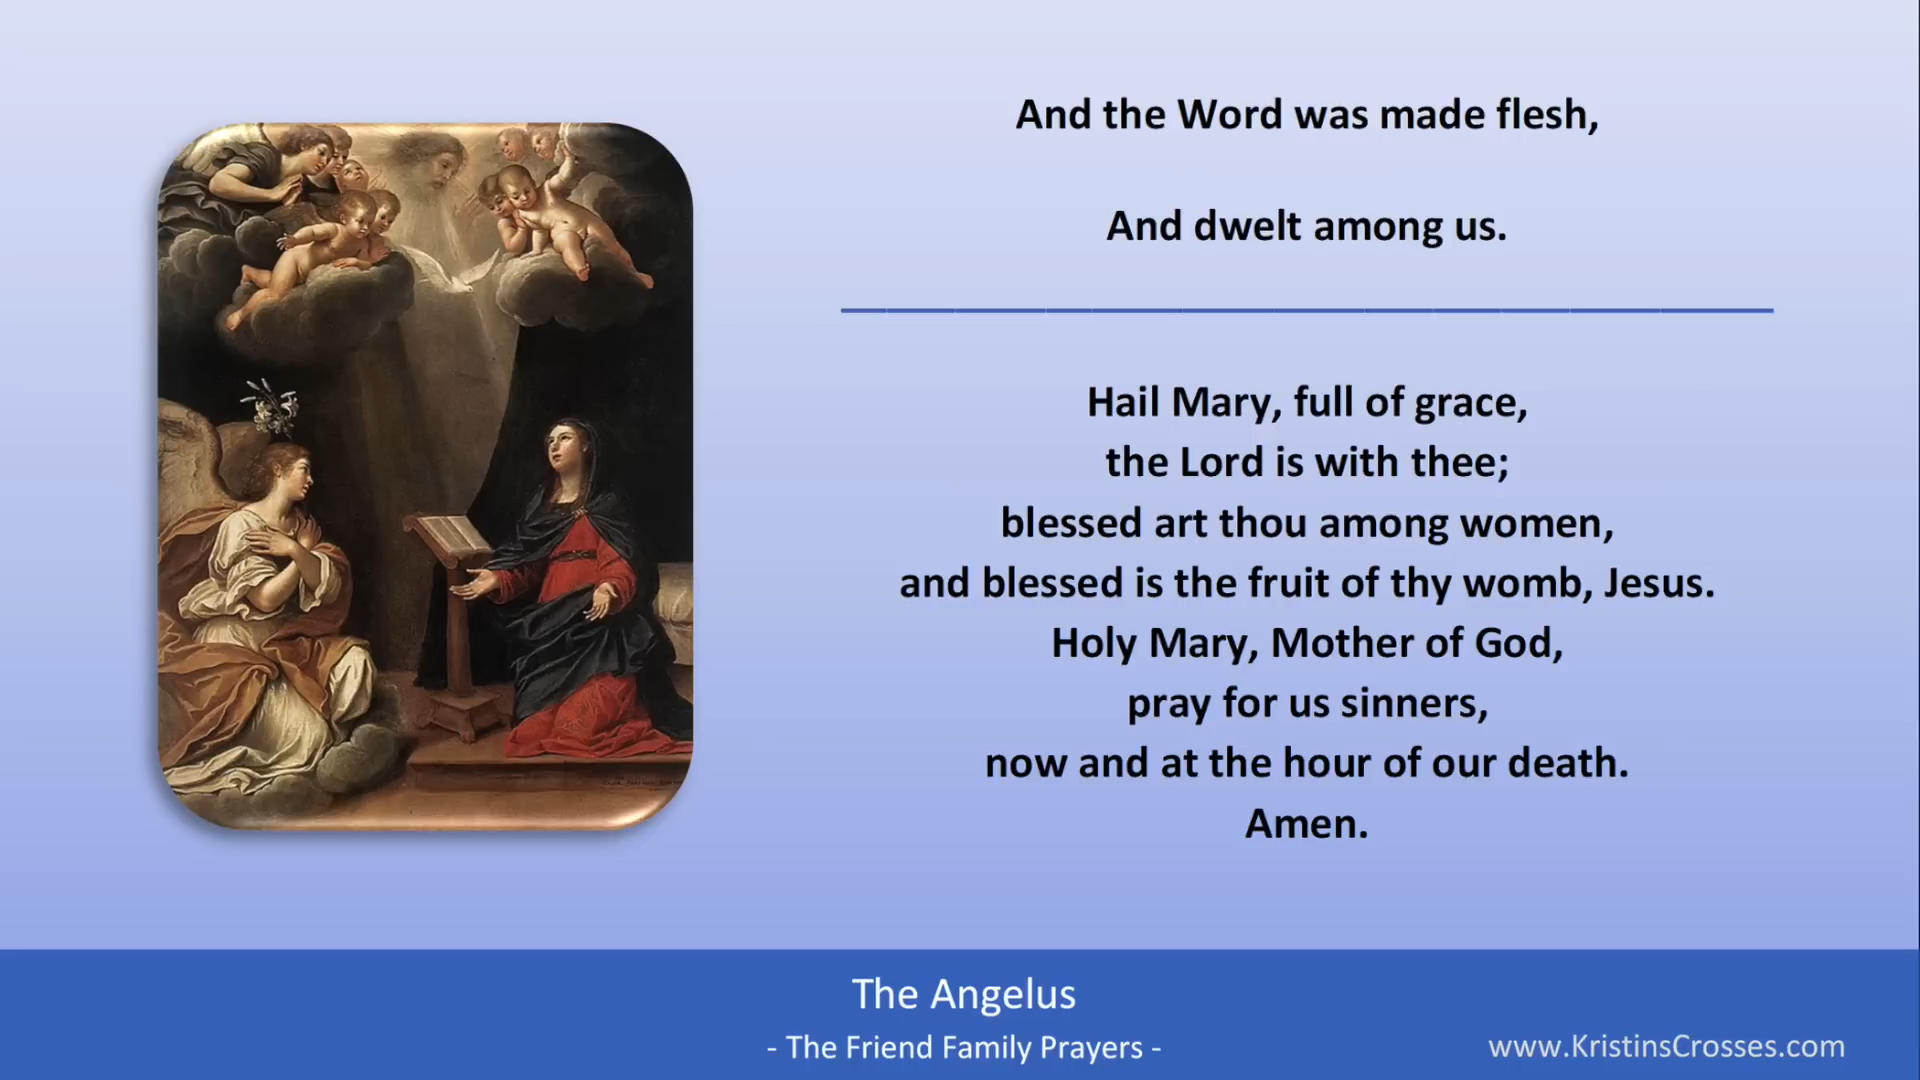 And the Word was made flesh,
And dwelt among us.
Hail Mary, full of grace,
the Lord is with thee;
blessed art thou among women,
and blessed is the fruit of thy womb, Jesus.
Holy Mary, Mother of God,
pray for us sinners,
now and at the hour of our death.
Amen.
The Angelus
- The Friend Family Prayers -
www.KristinsCrosses.com